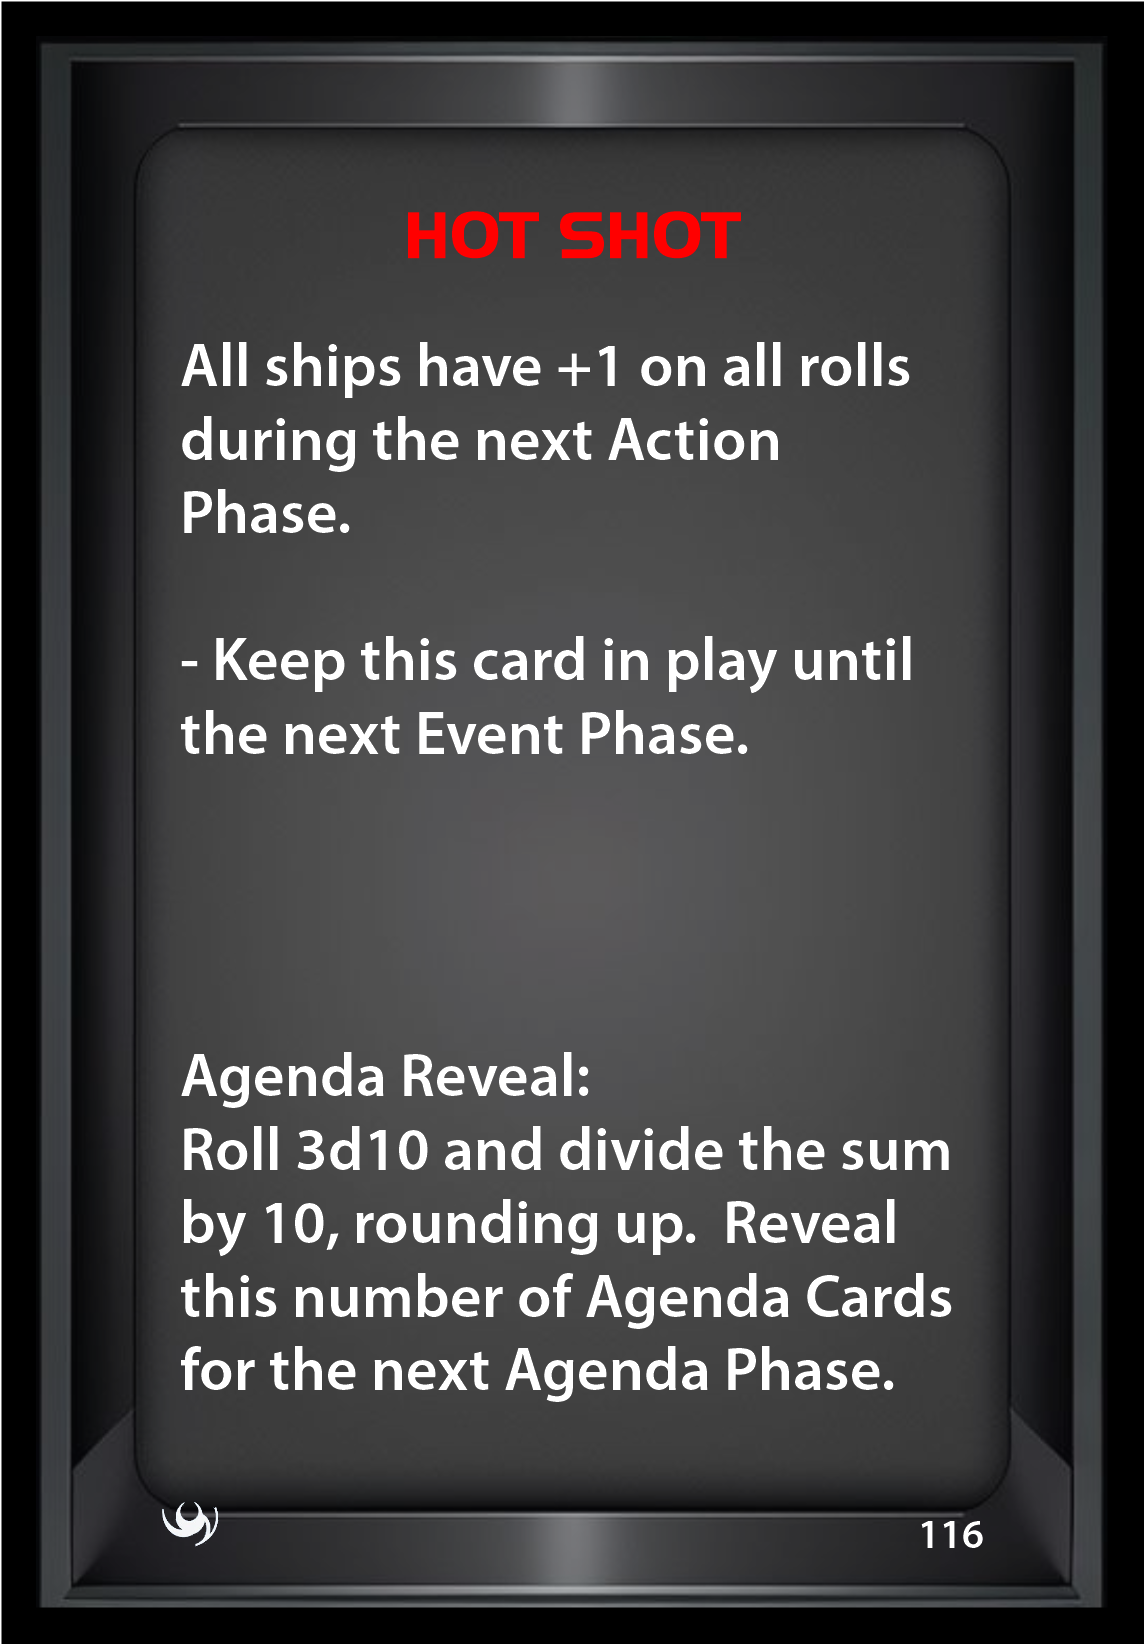 HOT SHOT
All ships have +1 on all rolls
during the next Action
Phase.
- Keep this card in play until
the next Event Phase.
Agenda Reveal:
Roll 3d10 and divide the sum
by 10, rounding up.  Reveal
this number of Agenda Cards
for the next Agenda Phase.
116